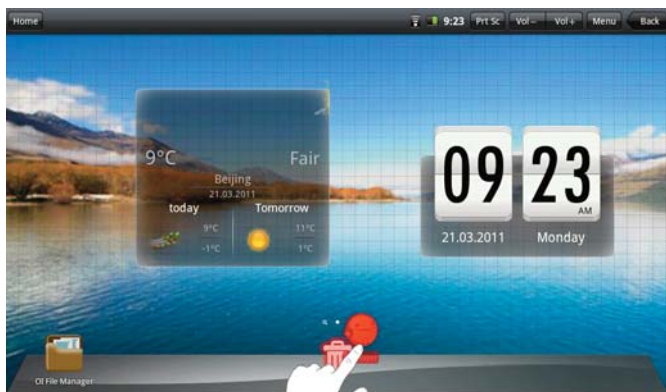 Home 9:23 Prt Sc Vol- Vol+ Menu Back
9°C Fair
Beijing
21.03.2011
today Tomorrow
9°C 11°C
-1°C 1°C
09 23
AM
21.03.2011 Monday
OI File Manager